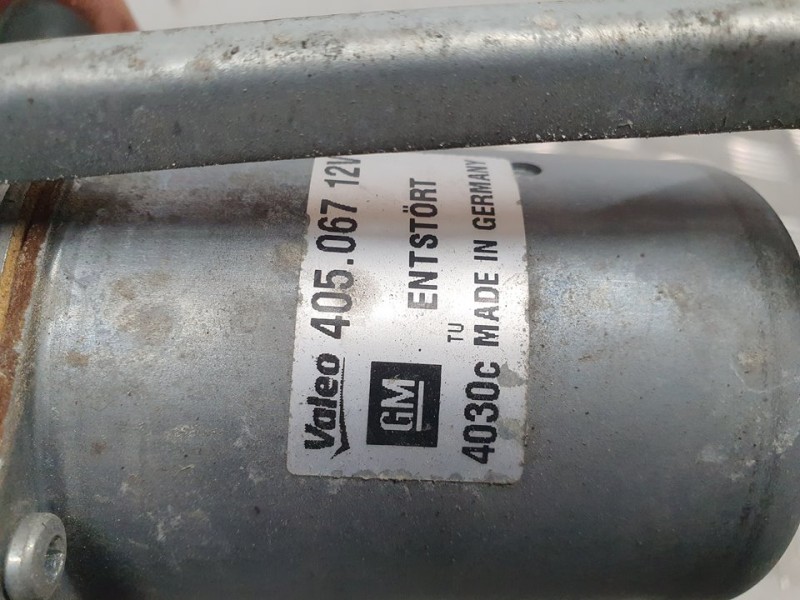 Valeo 405.067 12V
GM ENTSTÖRT
TU
4030c MADE IN GERMANY